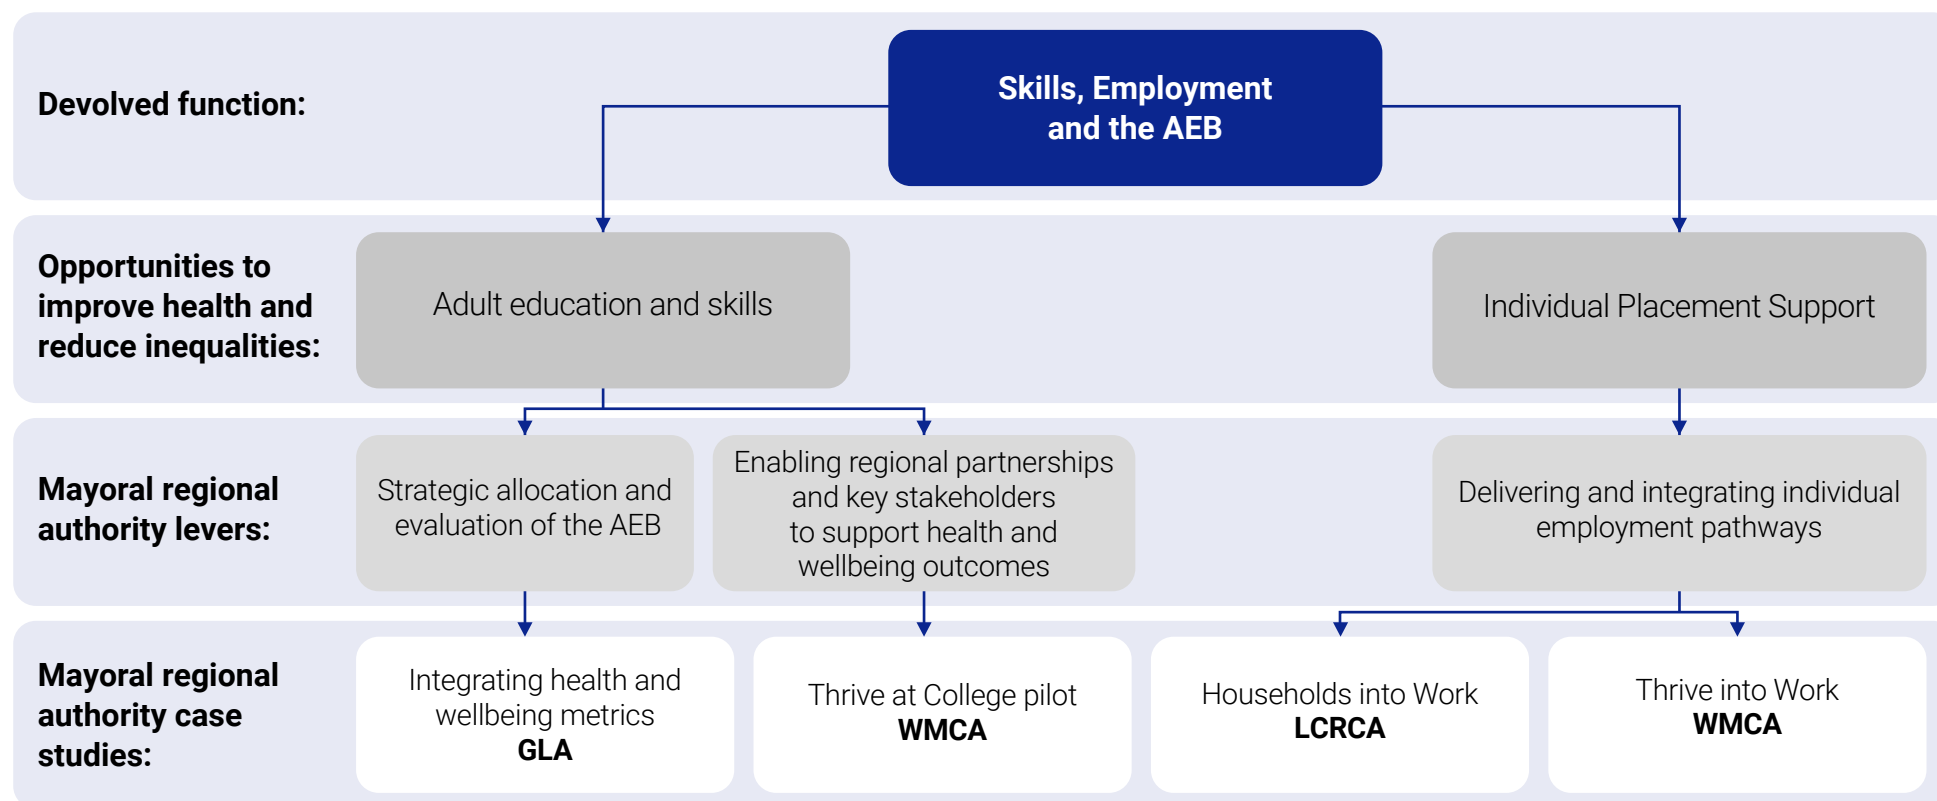 Devolved function:
Skills, Employment
and the AEB
Opportunities to
improve health and
reduce inequalities:
Adult education and skills
Individual Placement Support
Mayoral regional
authority levers:
Strategic allocation and
evaluation of the AEB
Enabling regional partnerships
and key stakeholders
to support health and
wellbeing outcomes
Delivering and integrating individual
employment pathways
Mayoral regional
authority case
studies:
Integrating health and
wellbeing metrics
GLA
Thrive at College pilot
WMCA
Households into Work
LCRCA
Thrive into Work
WMCA